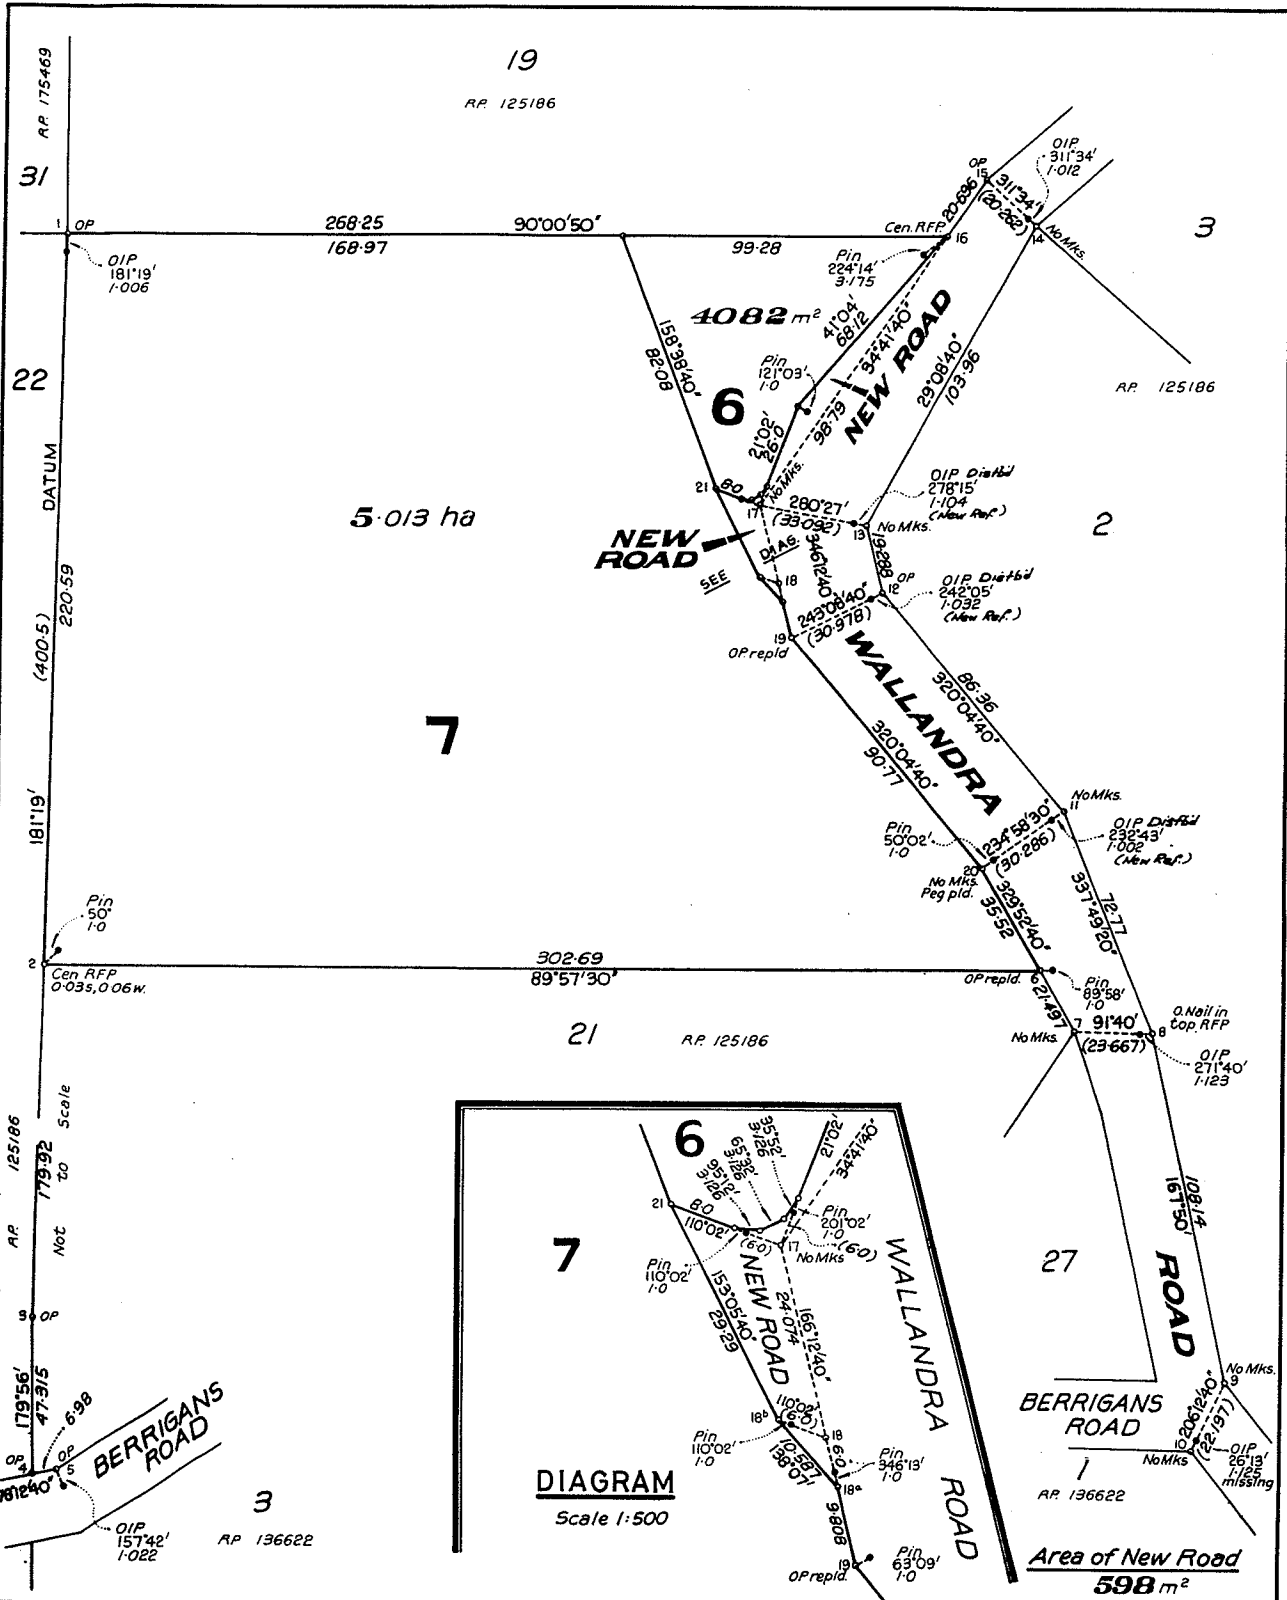 19
RP. 125186
RP. 175469
31
1 OP
OIP
181°19'
1·006
268·25
90°00'50"
168·97
99·28
Cen. RFP
16
OP
15
20·696
311°34'
(20·262)
OIP
311°34'
1·012
No Mks.
14
3
Pin
224°14'
3·175
4082 m²
41°04'
68·12
34°41'40"
98·79
NEW ROAD
29°08'40"
103·96
RP. 125186
158°38'40"
82·08
Pin
121°03'
1·0
6
21°02'
26·0
No Mks.
22
DATUM
21
8·0
17
280°27'
(33·092)
13
No Mks.
OIP Distbd
278°15'
1·104
(New Ref.)
2
5·013 ha
NEW
ROAD
SEE
DIAG.
346°12'40"
19·288
12
OP
OIP Distbd
242°05'
1·032
(New Ref.)
18
243°08'40"
(30·978)
19
OP. repld
220·59
(400·5)
181°19'
7
WALLANDRA
86·36
320°04'40"
320°04'40"
90·77
No Mks.
11
OIP Distbd
232°43'
1·002
(New Ref.)
Pin
50°02'
1·0
234°58'30"
(30·286)
20
No Mks.
Peg pld.
329°52'40"
35·52
72·77
337°49'20"
Pin
50°
1·0
2
Cen. RFP
0·03S, 0·06W.
302·69
89°57'30"
OP repld.
6
Pin
89°58'
1·0
21·497
21
RP. 125186
No Mks.
7
91°40'
(23·667)
8
O. Nail in
top RFP
OIP
271°40'
1·123
RP. 125186
179·92
Not to Scale
3
OP
179°56'
47·315
OP
4
6·98
OP
5
BERRIGANS
ROAD
OIP
157°42'
1·022
3
RP 136622
6
35°52'
3·126
65°32'
3·126
95°12'
3·126
21°02'
34°41'40"
21
8·0
110°02'
Pin
201°02'
1·0
(6·0)
(6·0)
17
No Mks
Pin
110°02'
1·0
7
NEW ROAD
153°05'40"
29·29
24·074
166°12'40"
WALLANDRA
ROAD
110°02'
(6·0)
18b
18
Pin
110°02'
1·0
10·587
138°07'
6·0
Pin
346°13'
1·0
18a
9·808
19
OP repld.
Pin
63°09'
1·0
DIAGRAM
Scale 1:500
108·14
167°50'
27
ROAD
BERRIGANS
ROAD
No Mks.
9
206°12'40"
(22·197)
10
No Mks
OIP
26°13'
1·125
missing
1
RP. 136622
Area of New Road
598 m²